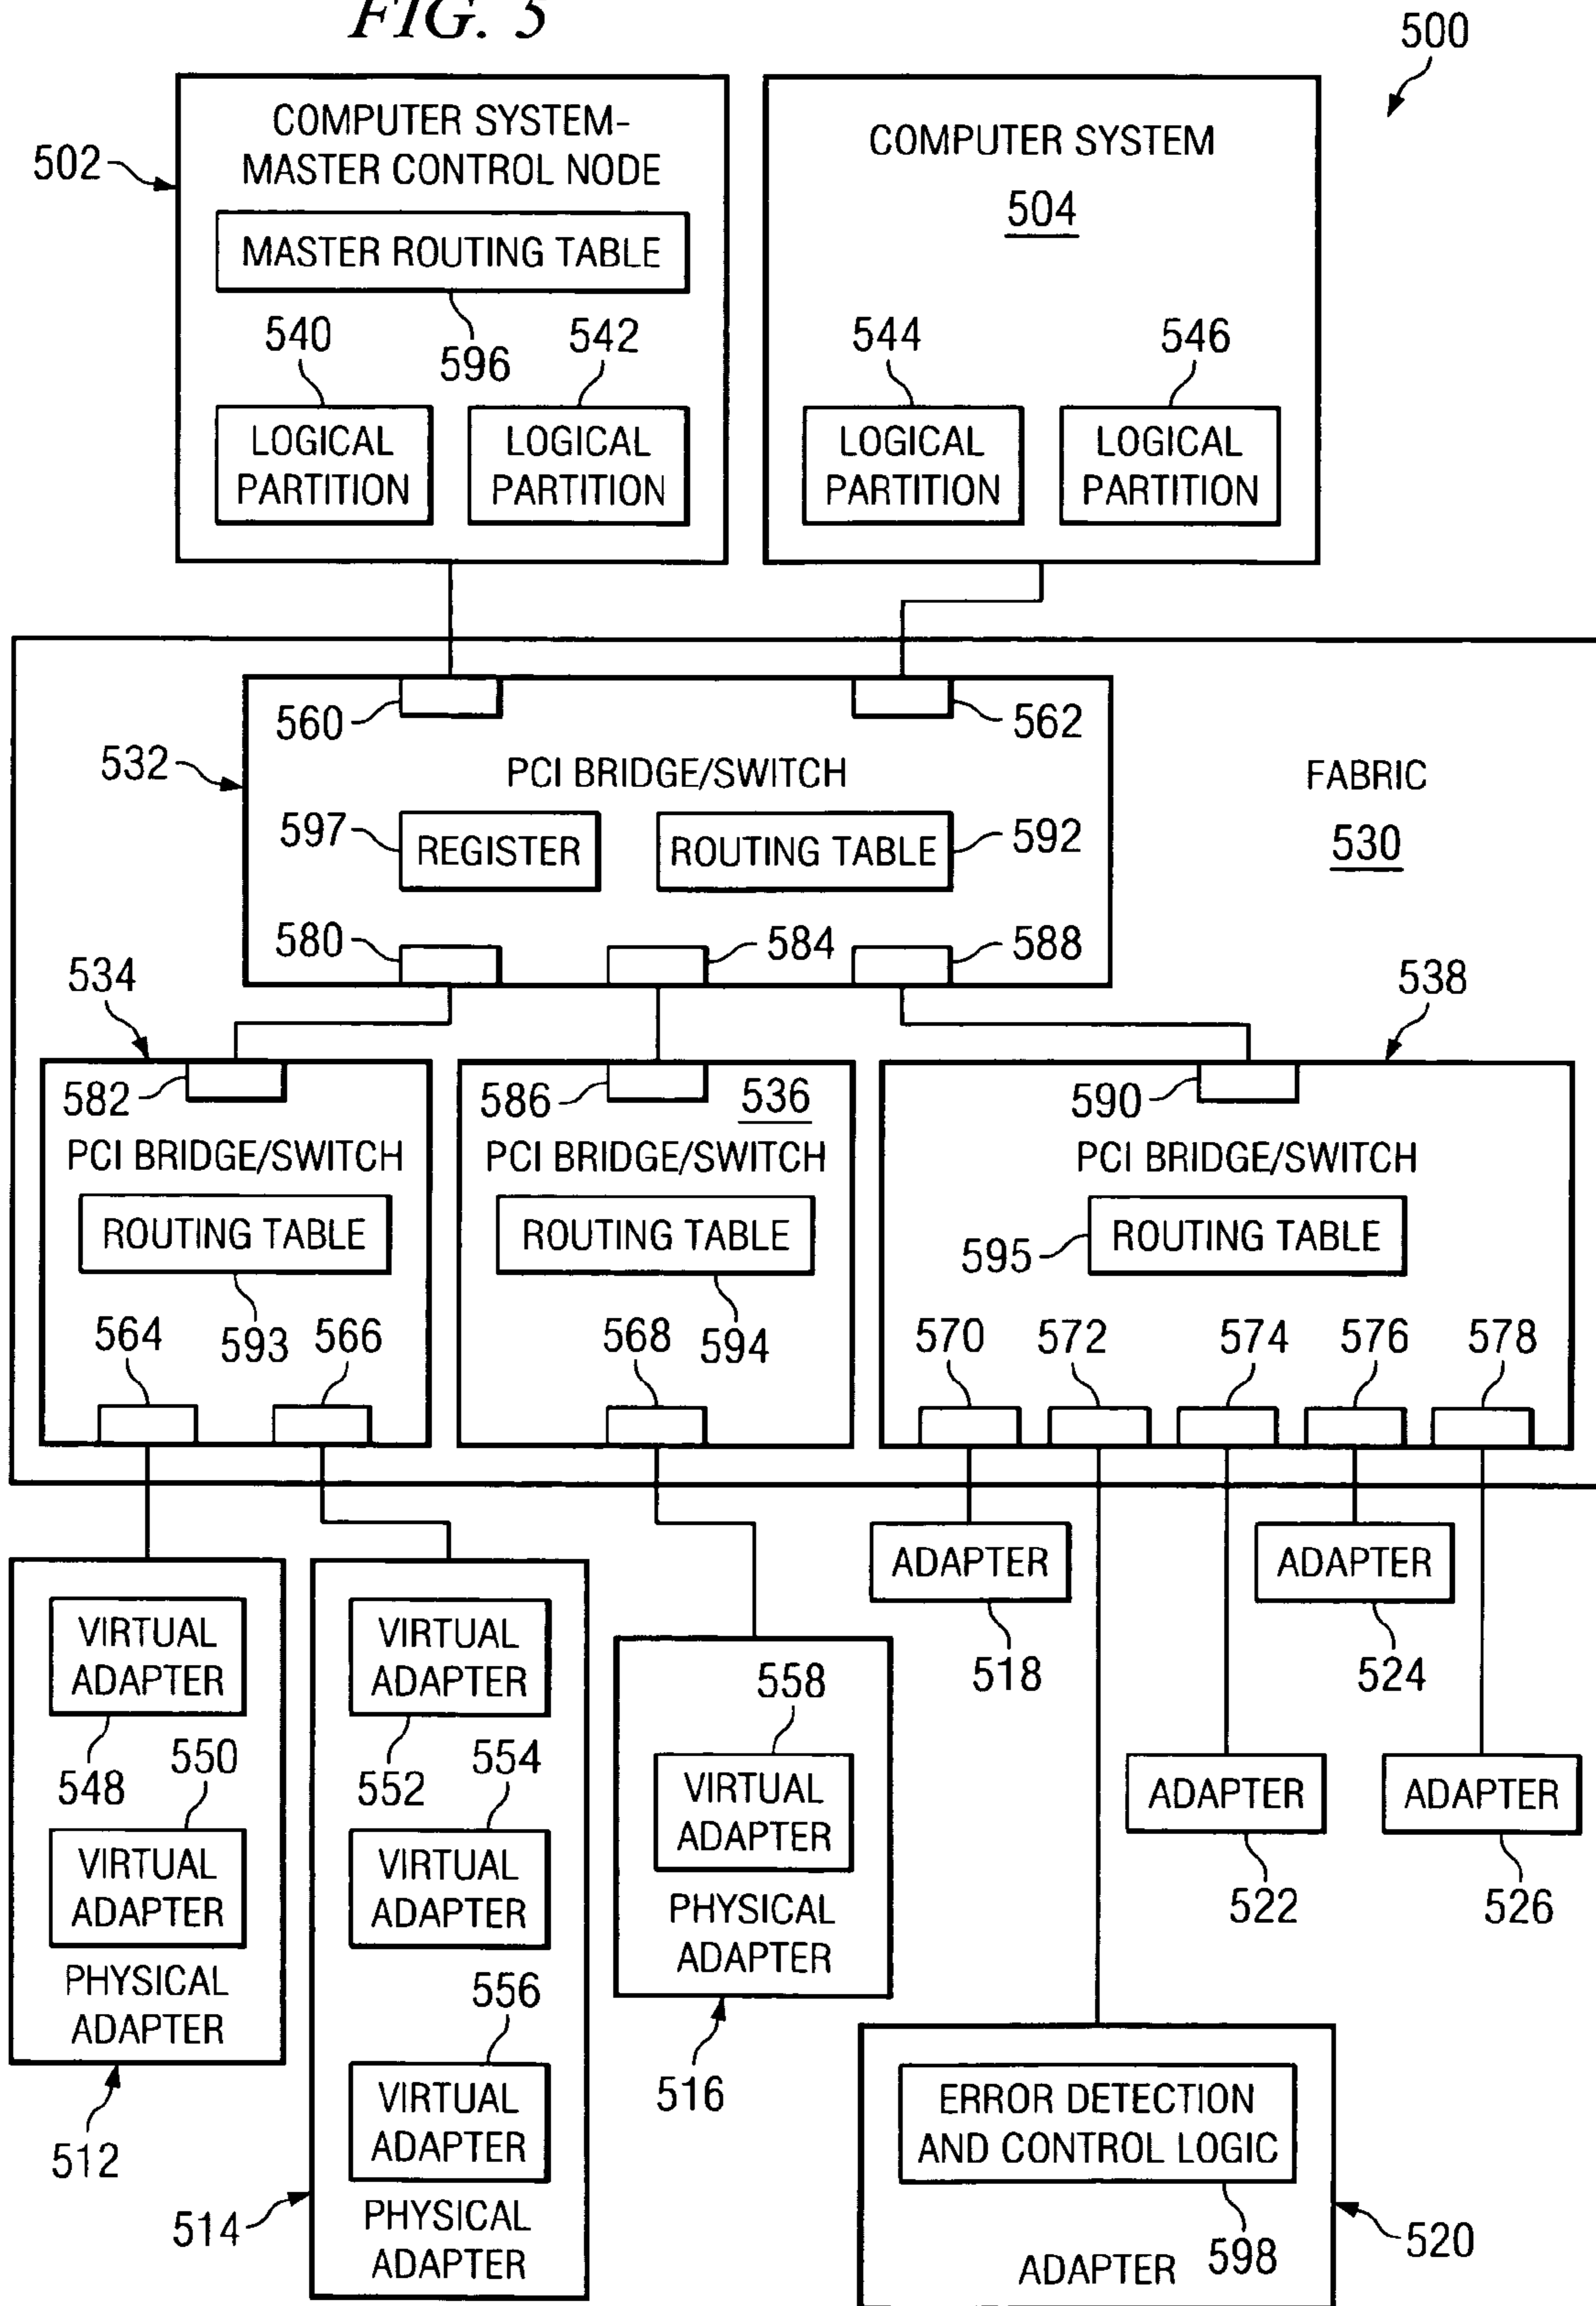 FIG. 5
500
COMPUTER SYSTEM-
MASTER CONTROL NODE
502
MASTER ROUTING TABLE
596
540
542
LOGICAL
PARTITION
LOGICAL
PARTITION
COMPUTER SYSTEM
504
544
546
LOGICAL
PARTITION
LOGICAL
PARTITION
560
562
532
PCI BRIDGE/SWITCH
FABRIC
530
597
REGISTER
ROUTING TABLE
592
580
584
588
534
582
PCI BRIDGE/SWITCH
ROUTING TABLE
593
564
566
586
536
PCI BRIDGE/SWITCH
ROUTING TABLE
594
568
538
590
PCI BRIDGE/SWITCH
595
ROUTING TABLE
570
572
574
576
578
VIRTUAL
ADAPTER
548
550
VIRTUAL
ADAPTER
PHYSICAL
ADAPTER
512
VIRTUAL
ADAPTER
552
554
VIRTUAL
ADAPTER
556
VIRTUAL
ADAPTER
PHYSICAL
ADAPTER
514
558
VIRTUAL
ADAPTER
PHYSICAL
ADAPTER
516
ADAPTER
518
ADAPTER
524
ADAPTER
522
ADAPTER
526
ERROR DETECTION
AND CONTROL LOGIC
598
ADAPTER
520